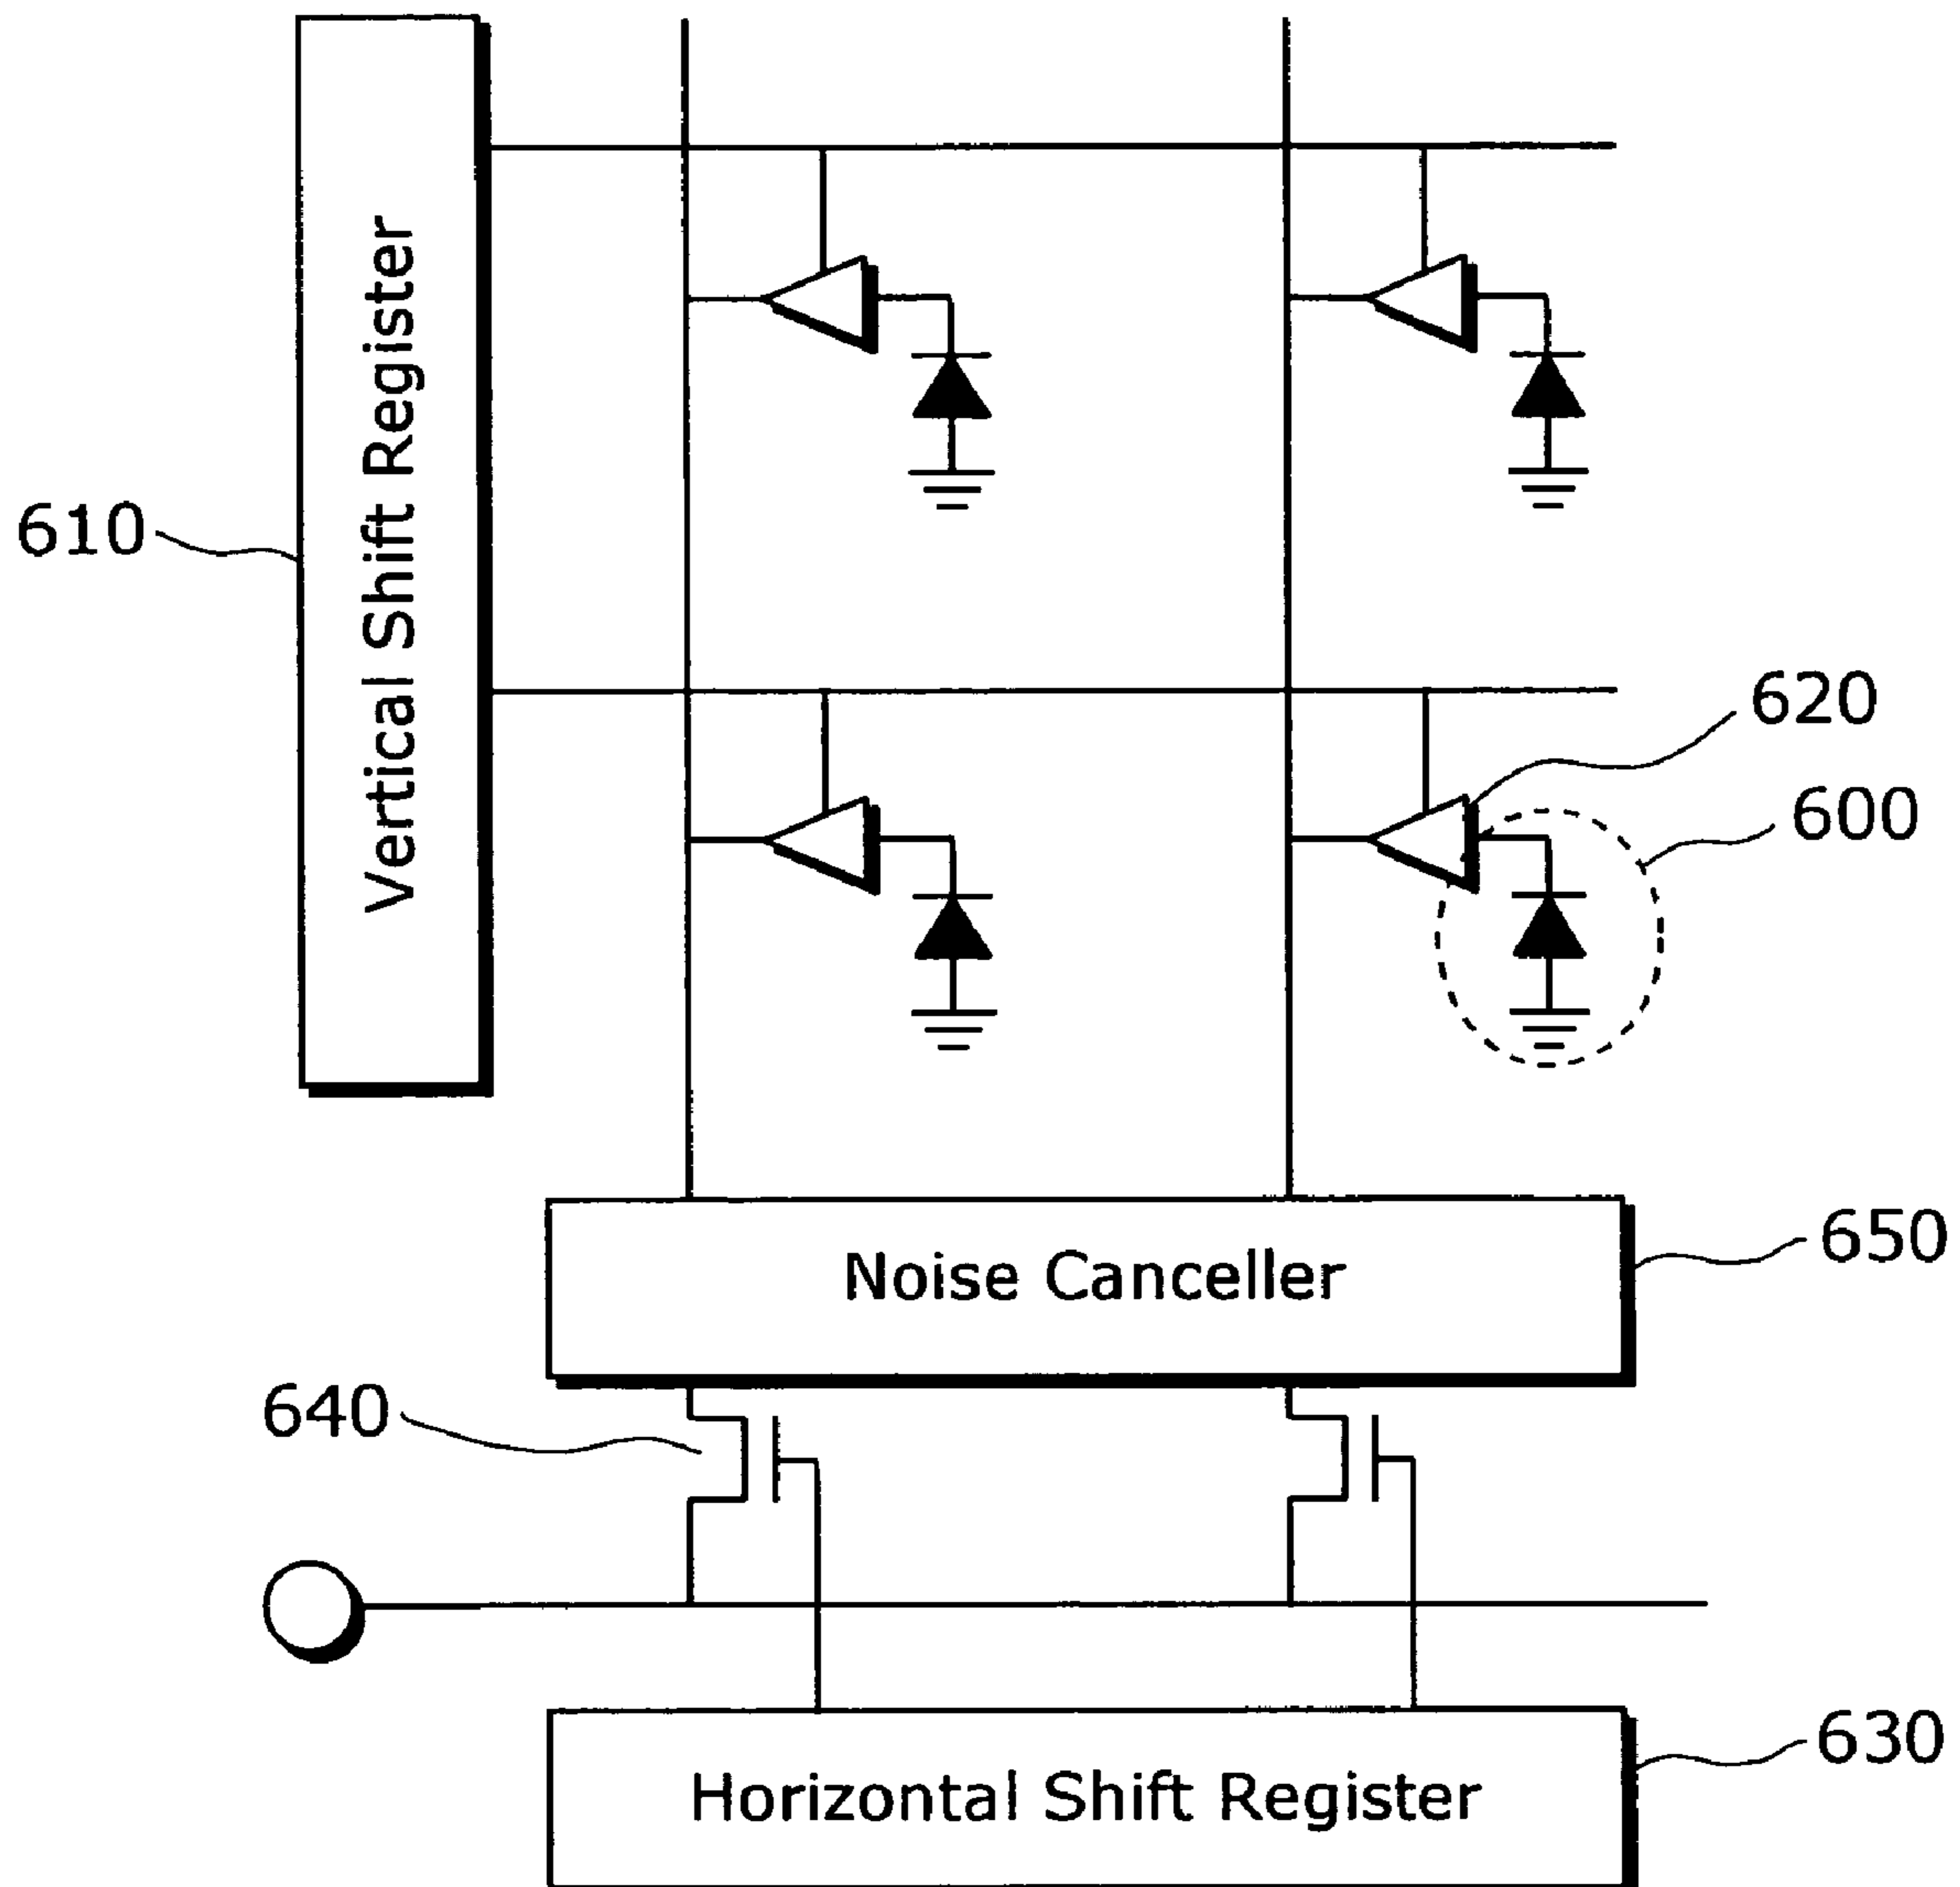 610
Vertical Shift Register
620
600
Noise Canceller
650
640
Horizontal Shift Register
630